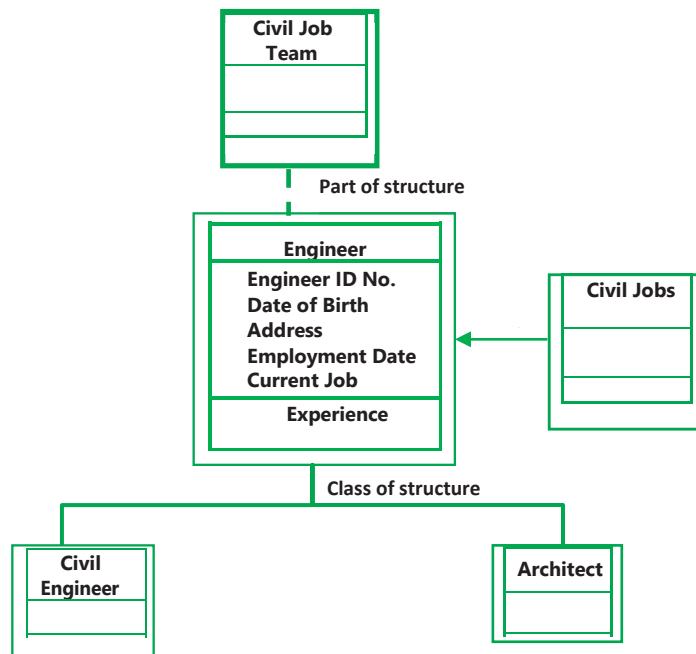 Civil Job
Team
Part of structure
Engineer
Engineer ID No.
Date of Birth
Address
Employment Date
Current Job
Experience
Civil Jobs
Class of structure
Civil
Engineer
Architect